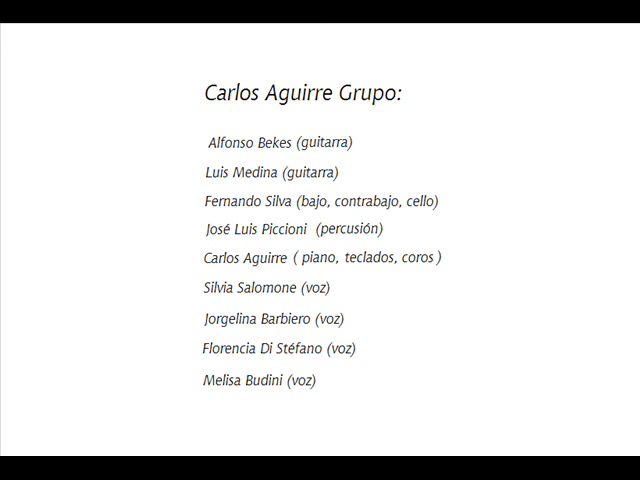 Carlos Aguirre Grupo:
Alfonso Bekes (guitarra)
Luis Medina (guitarra)
Fernando Silva (bajo, contrabajo, cello)
José Luis Piccioni (percusión)
Carlos Aguirre ( piano, teclados, coros )
Silvia Salomone (voz)
Jorgelina Barbiero (voz)
Florencia Di Stéfano (voz)
Melisa Budini (voz)